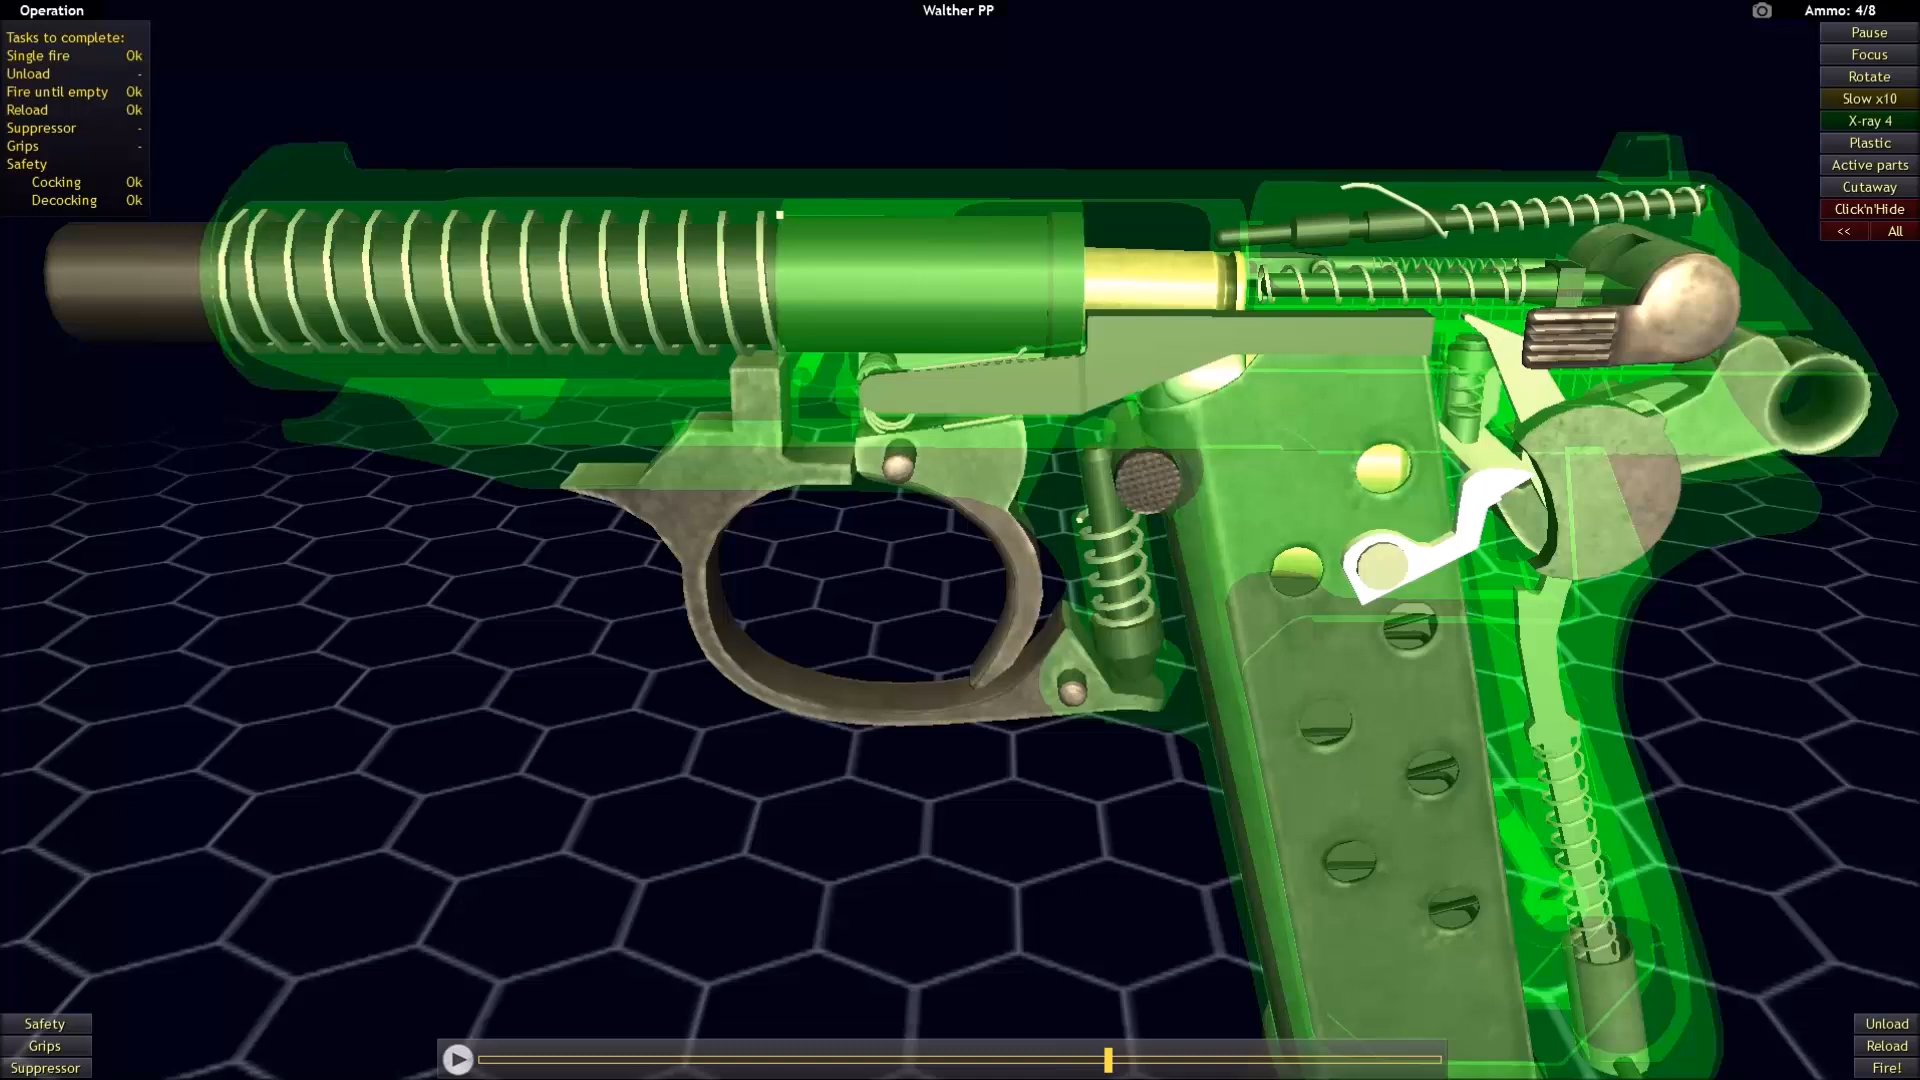 Operation
Walther PP
Ammo: 4/8
Tasks to complete:
Single fire Ok
Unload -
Fire until empty Ok
Reload Ok
Suppressor -
Grips -
Safety
Cocking Ok
Decocking Ok
Pause
Focus
Rotate
Slow x10
X-ray 4
Plastic
Active parts
Cutaway
Click'n'Hide
<< All
Safety
Grips
Suppressor
Unload
Reload
Fire!